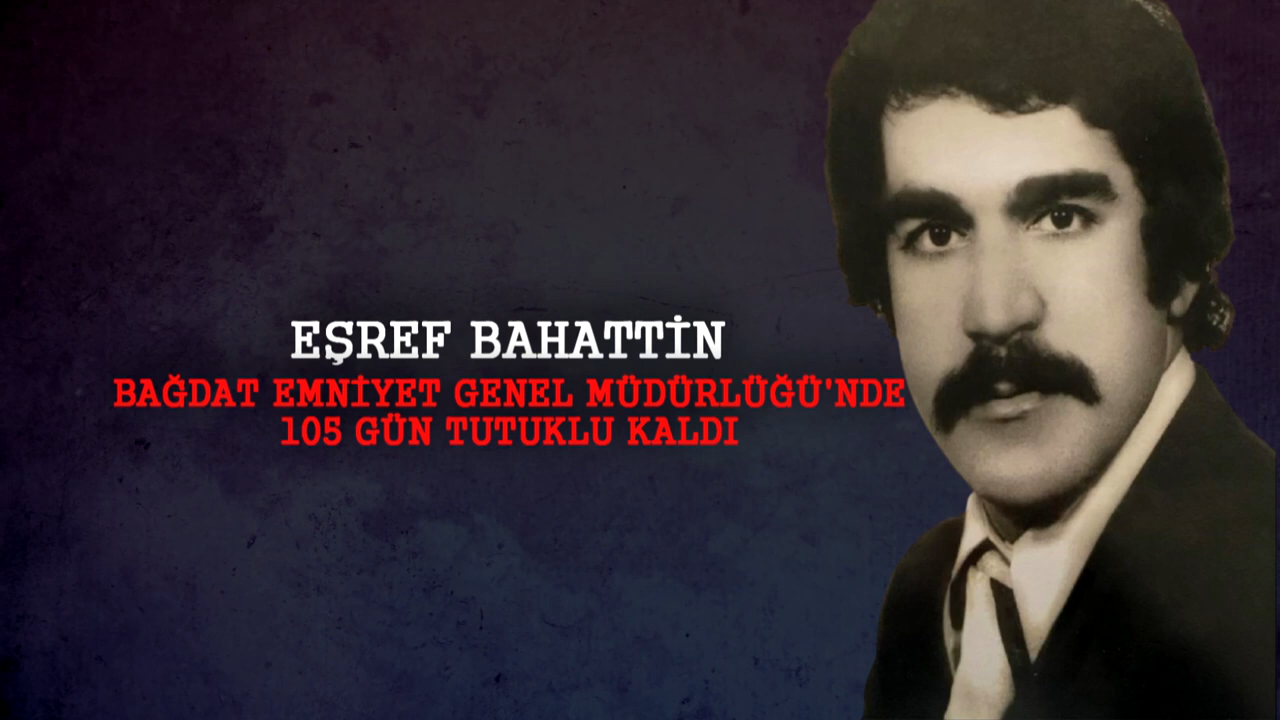 EŞREF BAHATTİN
BAĞDAT EMNİYET GENEL MÜDÜRLÜĞÜ'NDE
105 GÜN TUTUKLU KALDI